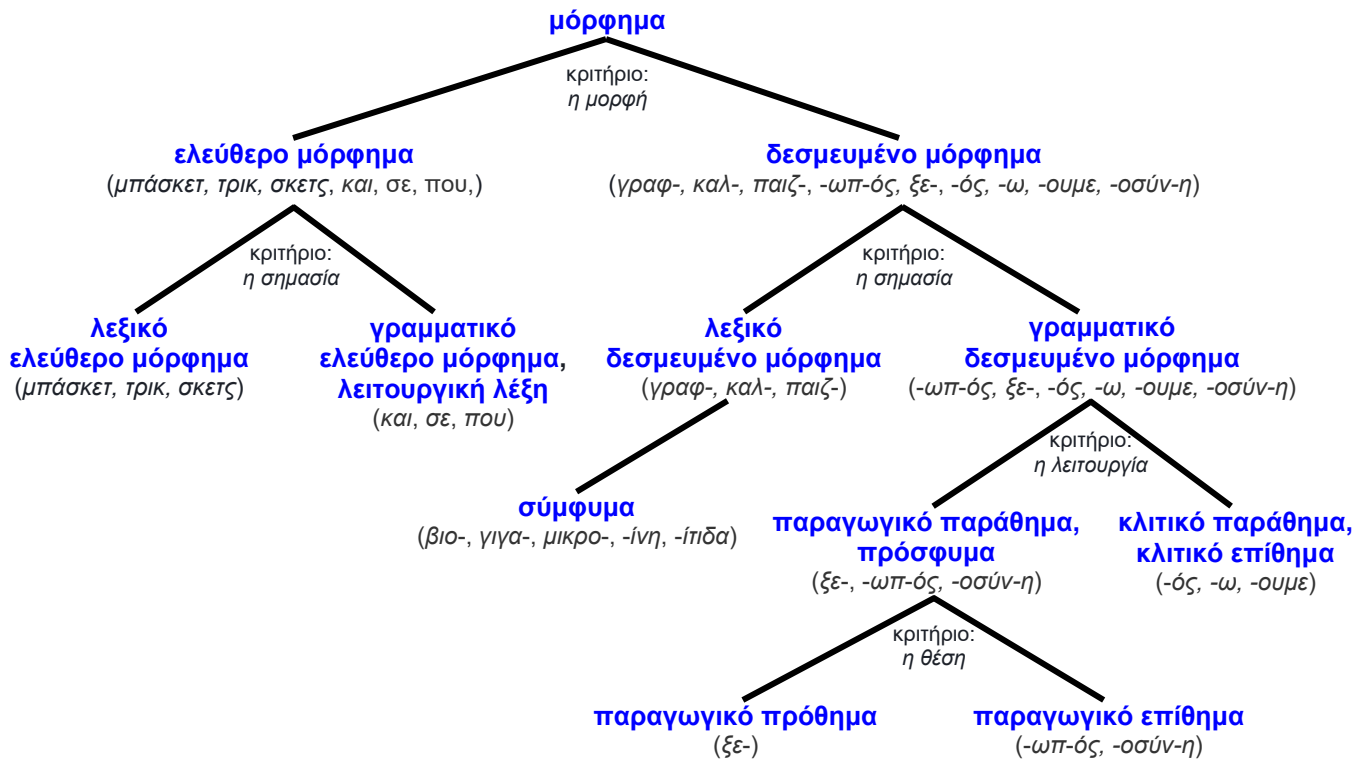 μόρφημα
κριτήριο:
η μορφή
ελεύθερο μόρφημα
(μπάσκετ, τρικ, σκετς, και, σε, που,)
δεσμευμένο μόρφημα
(γραφ-, καλ-, παιζ-, -ωπ-ός, ξε-, -ός, -ω, -ουμε, -οσύν-η)
κριτήριο:
η σημασία
κριτήριο:
η σημασία
λεξικό
ελεύθερο μόρφημα
(μπάσκετ, τρικ, σκετς)
γραμματικό
ελεύθερο μόρφημα,
λειτουργική λέξη
(και, σε, που)
λεξικό
δεσμευμένο μόρφημα
(γραφ-, καλ-, παιζ-)
γραμματικό
δεσμευμένο μόρφημα
(-ωπ-ός, ξε-, -ός, -ω, -ουμε, -οσύν-η)
κριτήριο:
η λειτουργία
σύμφυμα
(βιο-, γιγα-, μικρο-, -ίνη, -ίτιδα)
παραγωγικό παράθημα,
πρόσφυμα
(ξε-, -ωπ-ός, -οσύν-η)
κλιτικό παράθημα,
κλιτικό επίθημα
(-ός, -ω, -ουμε)
κριτήριο:
η θέση
παραγωγικό πρόθημα
(ξε-)
παραγωγικό επίθημα
(-ωπ-ός, -οσύν-η)